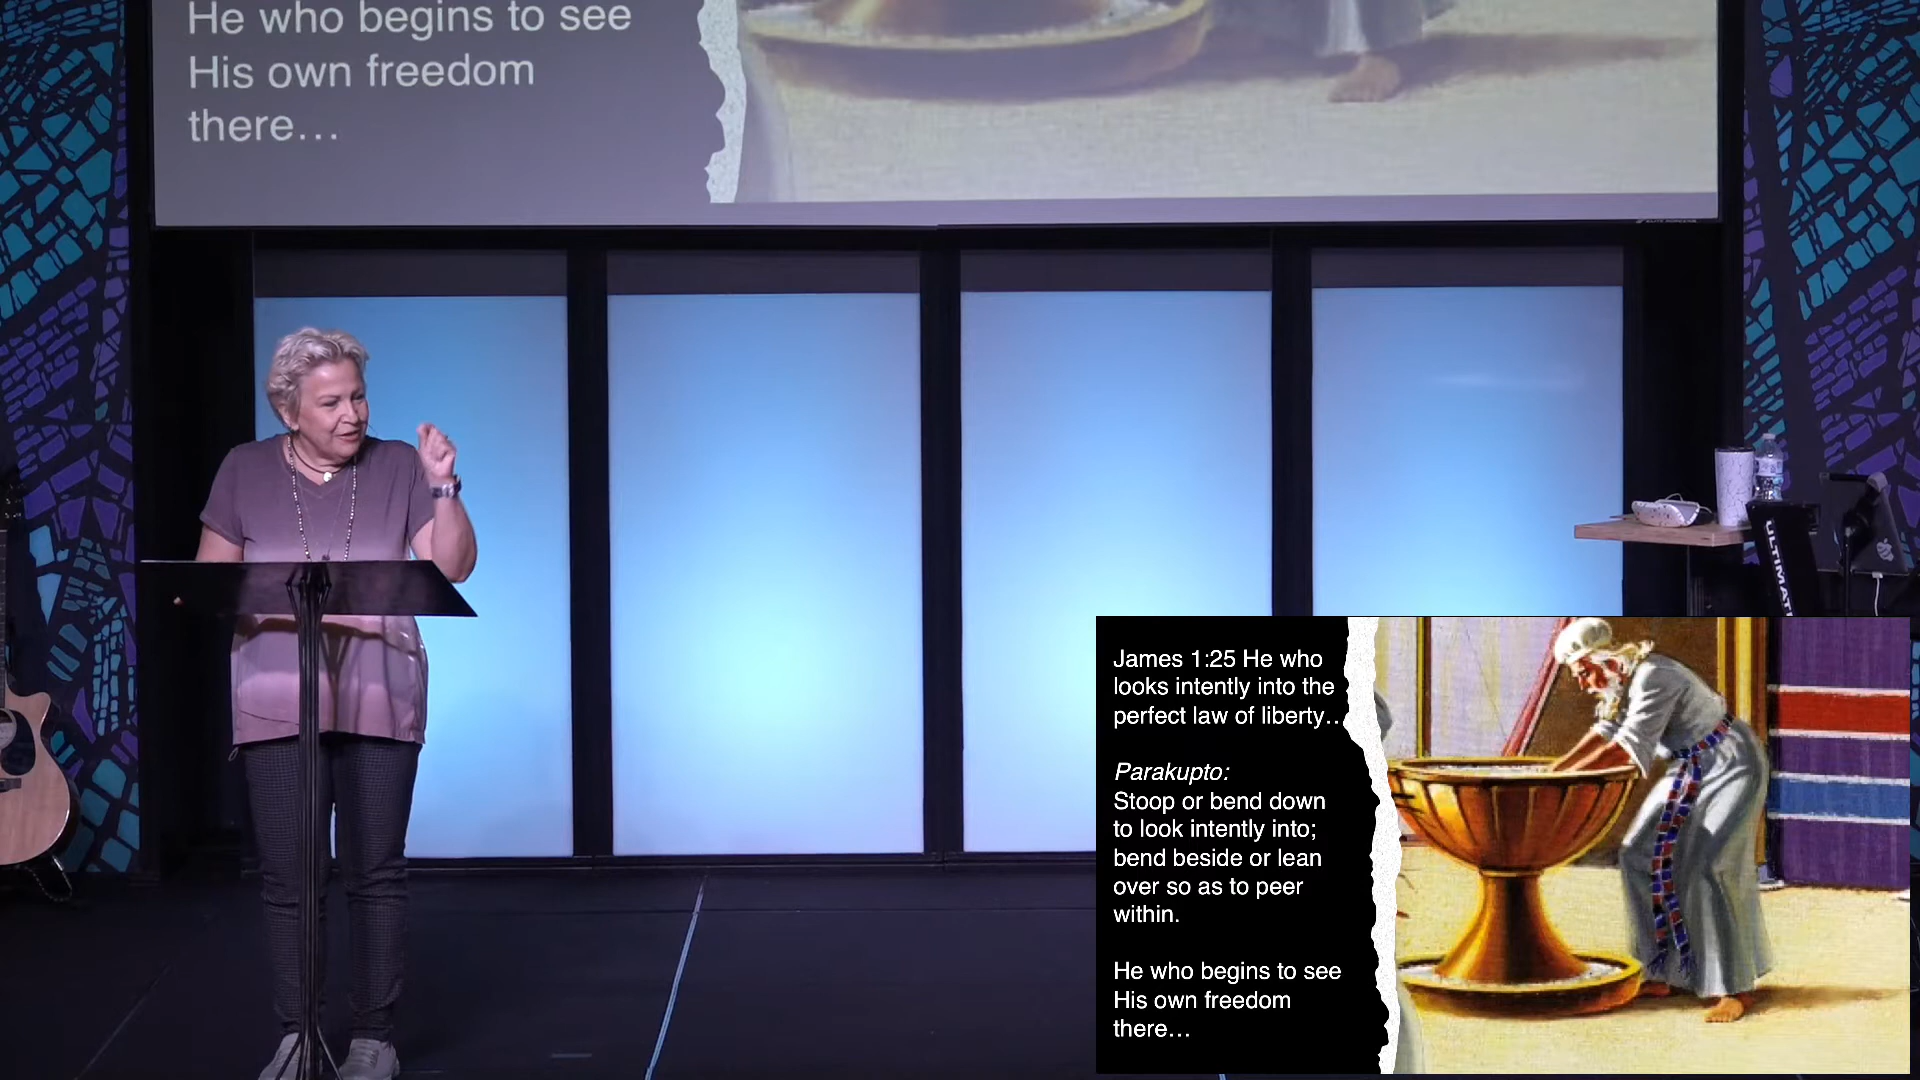 He who begins to see
His own freedom
there…
ULTIMAT
James 1:25 He who
looks intently into the
perfect law of liberty…
Parakupto:
Stoop or bend down
to look intently into;
bend beside or lean
over so as to peer
within.
He who begins to see
His own freedom
there…